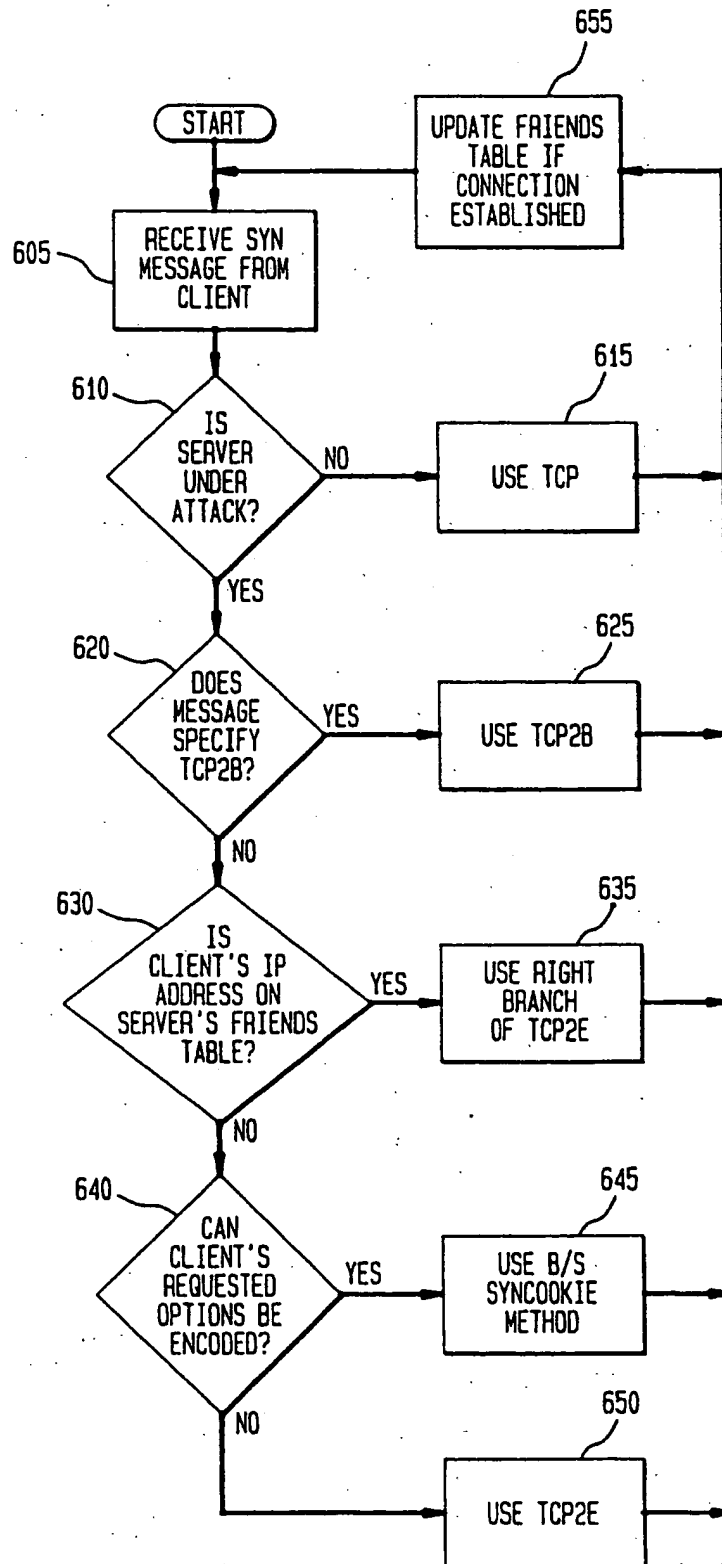 655
START
UPDATE FRIENDS
TABLE IF
CONNECTION
ESTABLISHED
605
RECEIVE SYN
MESSAGE FROM
CLIENT
610
IS
SERVER
UNDER
ATTACK?
NO
615
USE TCP
YES
620
DOES
MESSAGE
SPECIFY
TCP2B?
YES
625
USE TCP2B
NO
630
IS
CLIENT'S IP
ADDRESS ON
SERVER'S FRIENDS
TABLE?
YES
635
USE RIGHT
BRANCH
OF TCP2E
NO
640
CAN
CLIENT'S
REQUESTED
OPTIONS BE
ENCODED?
YES
645
USE B/S
SYNCOOKIE
METHOD
NO
650
USE TCP2E